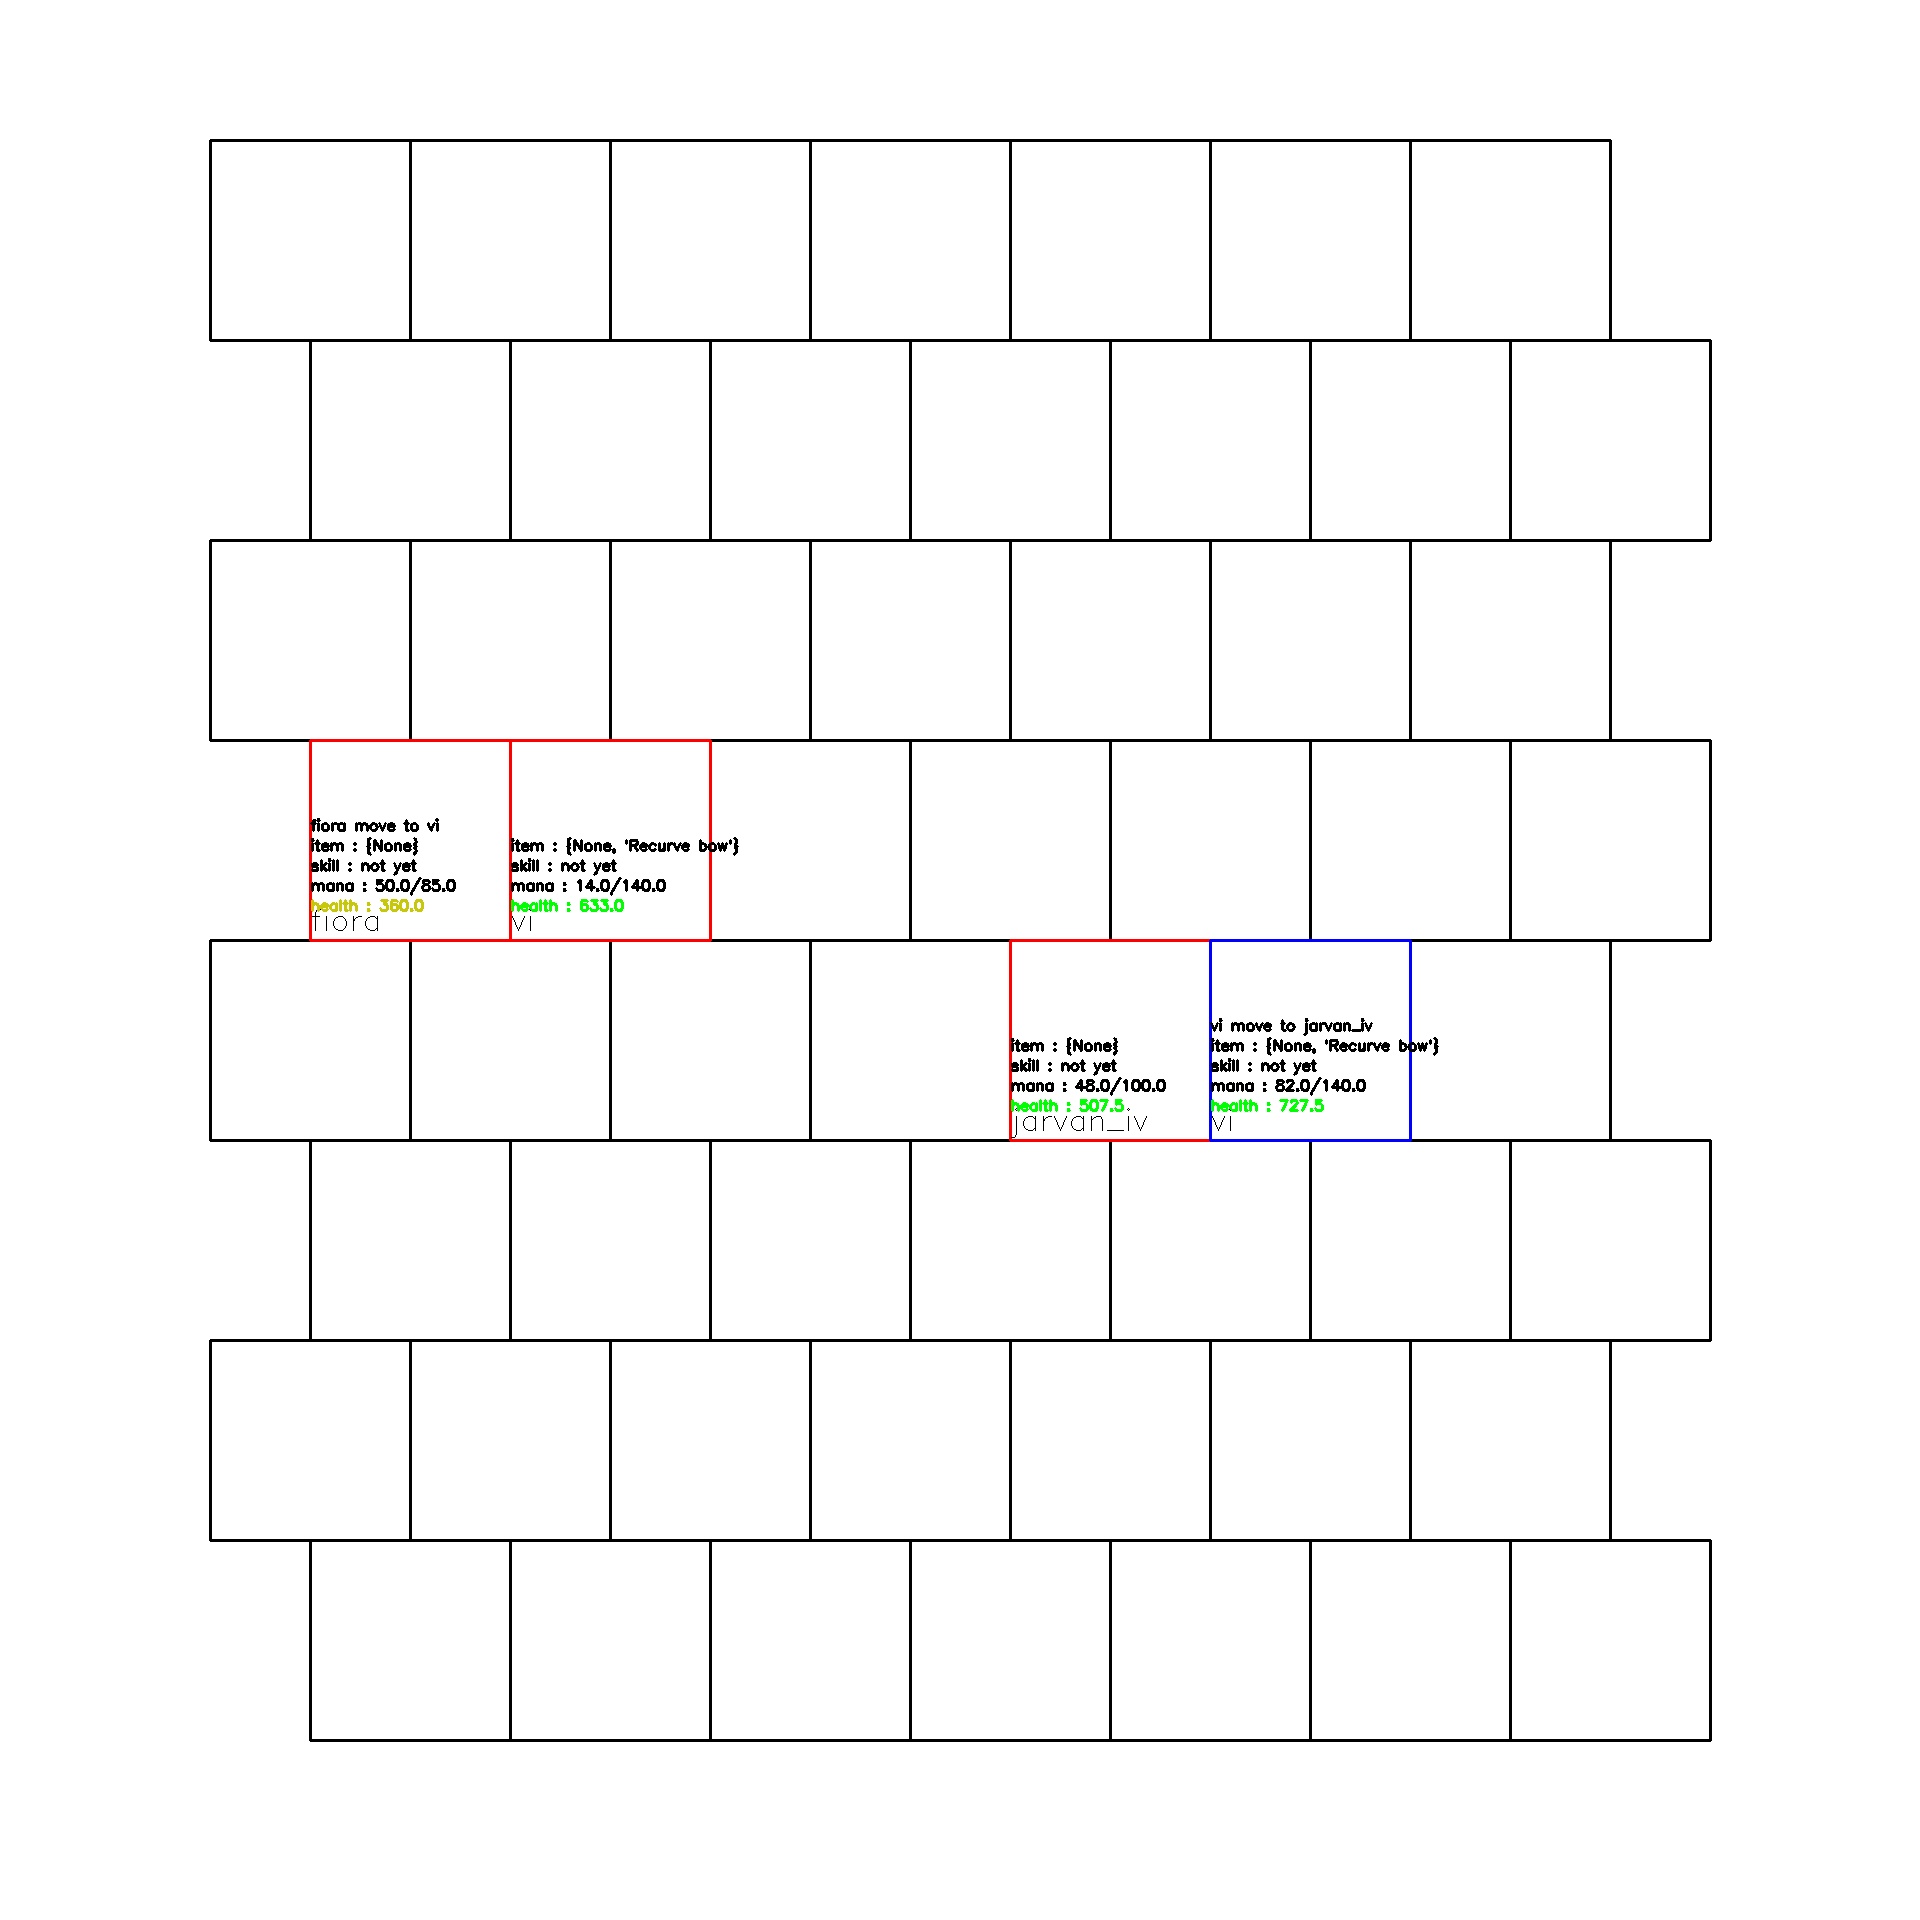 fiora move to vi
item : {None}
skill : not yet
mana : 50.0/85.0
health : 360.0
fiora
item : {None, 'Recurve bow'}
skill : not yet
mana : 14.0/140.0
health : 633.0
vi
item : {None}
skill : not yet
mana : 48.0/100.0
health : 507.5
jarvan_iv
vi move to jarvan_iv
item : {None, 'Recurve bow'}
skill : not yet
mana : 82.0/140.0
health : 727.5
vi